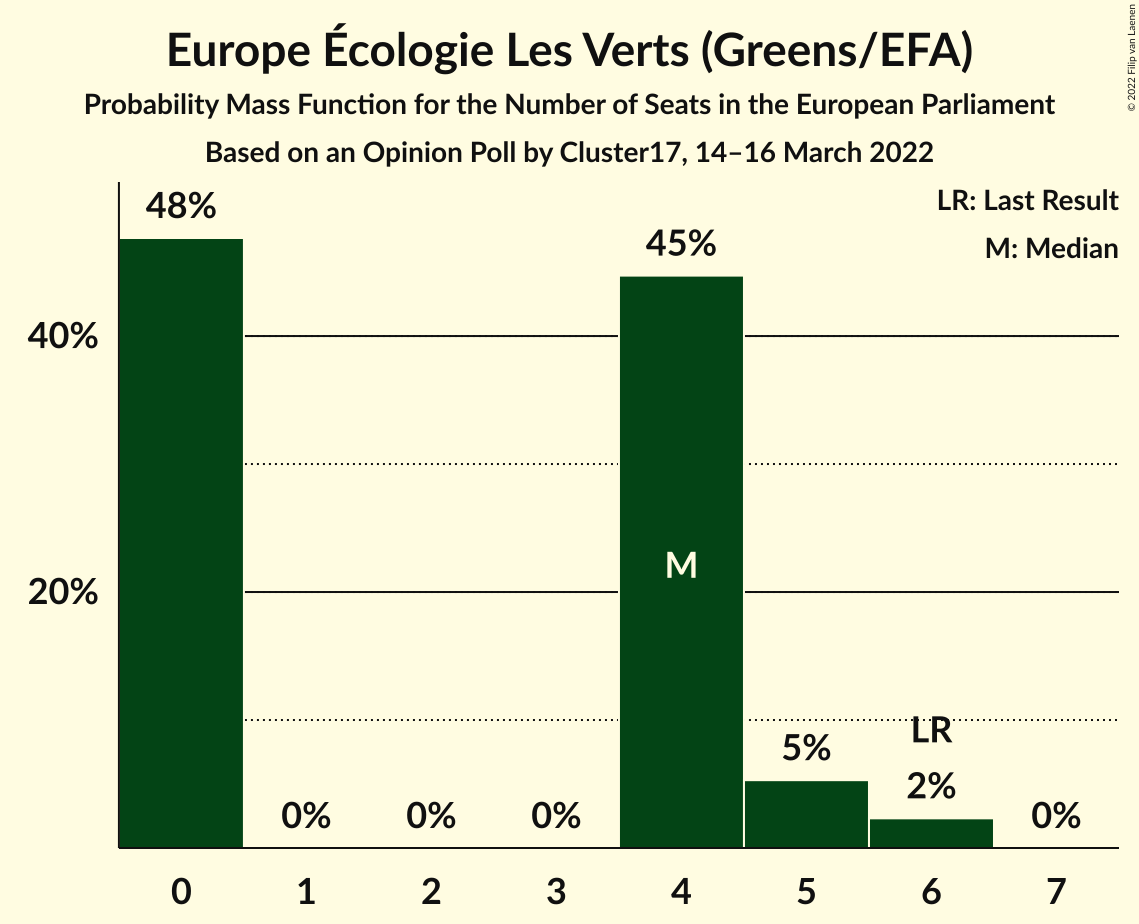 Europe Écologie Les Verts (Greens/EFA)
Probability Mass Function for the Number of Seats in the European Parliament
Based on an Opinion Poll by Cluster17, 14–16 March 2022
© 2022 Filip van Laenen
LR: Last Result
M: Median
48%
45%
40%
M
20%
LR
5%
2%
0% 0% 0% 0%
0 1 2 3 4 5 6 7